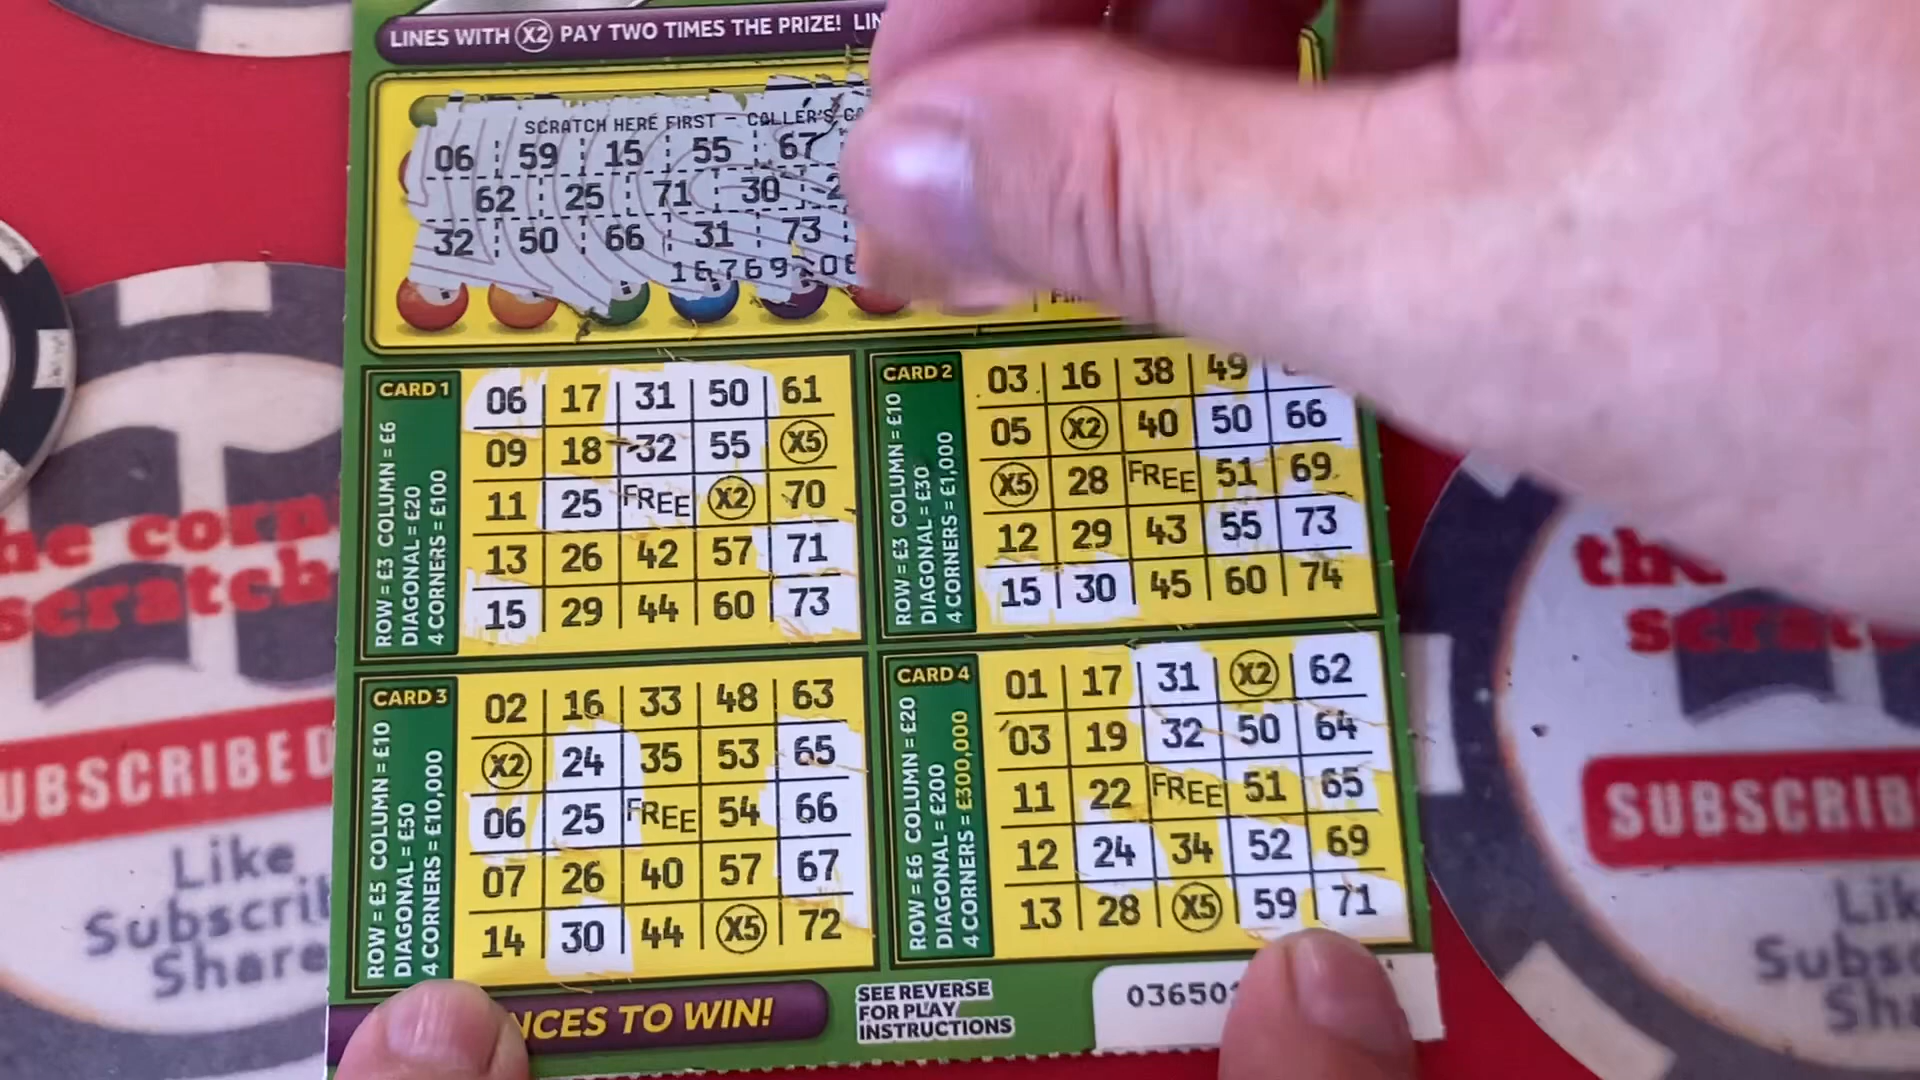 LINES WITH X2 PAY TWO TIMES THE PRIZE!
SCRATCH HERE FIRST - CALLER'S
06 59 15 55 67
62 25 71 30
32 50 66 31 73
CARD 1
ROW = £3 COLUMN = £6
DIAGONAL = £20
4 CORNERS = £100
06 17 31 50 61
09 18 32 55 X5
11 25 FREE X2 70
13 26 42 57 71
15 29 44 60 73
CARD 2
ROW = £3 COLUMN = £10
DIAGONAL = £30
4 CORNERS = £1,000
03 16 38 49
05 X2 40 50 66
X5 28 FREE 51 69
12 29 43 55 73
15 30 45 60 74
CARD 3
ROW = £5 COLUMN = £10
DIAGONAL = £50
4 CORNERS = £10,000
02 16 33 48 63
X2 24 35 53 65
06 25 FREE 54 66
07 26 40 57 67
14 30 44 X5 72
CARD 4
ROW = £6 COLUMN = £20
DIAGONAL = £200
4 CORNERS = £300,000
01 17 31 X2 62
03 19 32 50 64
11 22 FREE 51 65
12 24 34 52 69
13 28 X5 59 71
TO WIN!
SEE REVERSE
FOR PLAY
INSTRUCTIONS
03650
scratch
SUBSCRIBED
Like
Subscrib
Share
the
SUBSCRIB